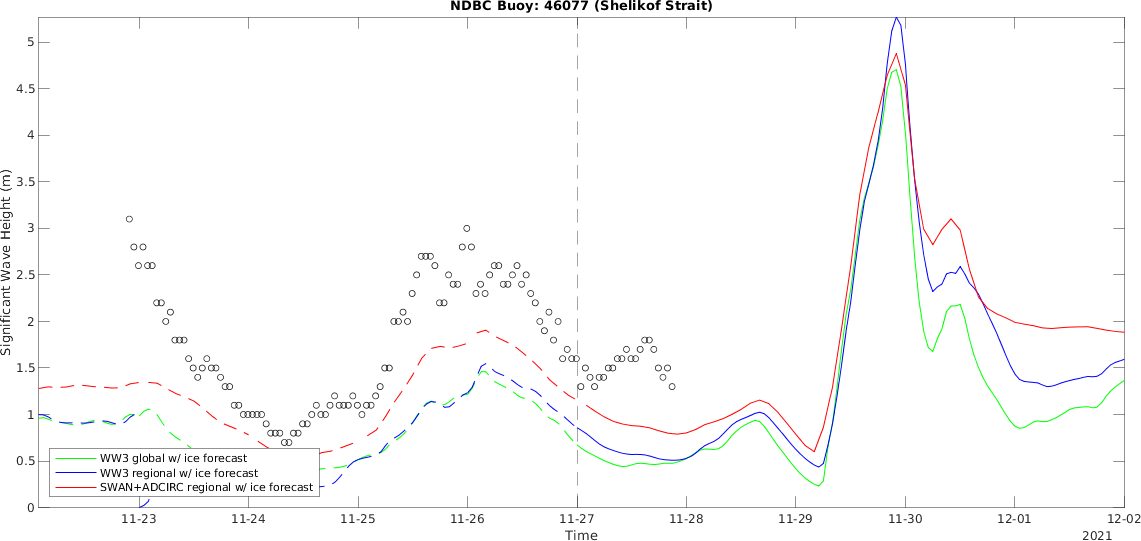 NDBC Buoy: 46077 (Shelikof Strait)
Significant Wave Height (m)
5
4.5
4
3.5
3
2.5
2
1.5
1
0.5
0
WW3 global w/ ice forecast
WW3 regional w/ ice forecast
SWAN+ADCIRC regional w/ ice forecast
11-23 11-24 11-25 11-26 11-27 11-28 11-29 11-30 12-01 12-02
Time
2021